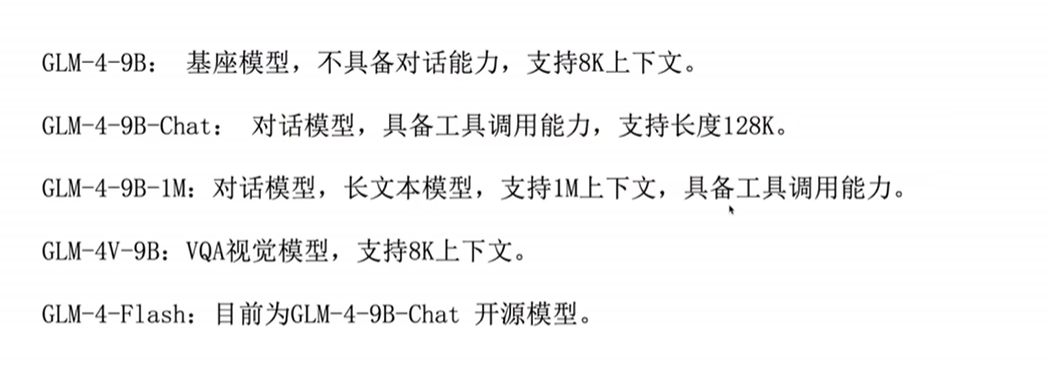 GLM-4-9B： 基座模型，不具备对话能力，支持8K上下文。
GLM-4-9B-Chat： 对话模型，具备工具调用能力，支持长度128K。
GLM-4-9B-1M：对话模型，长文本模型，支持1M上下文，具备工具调用能力。
GLM-4V-9B：VQA视觉模型，支持8K上下文。
GLM-4-Flash：目前为GLM-4-9B-Chat 开源模型。